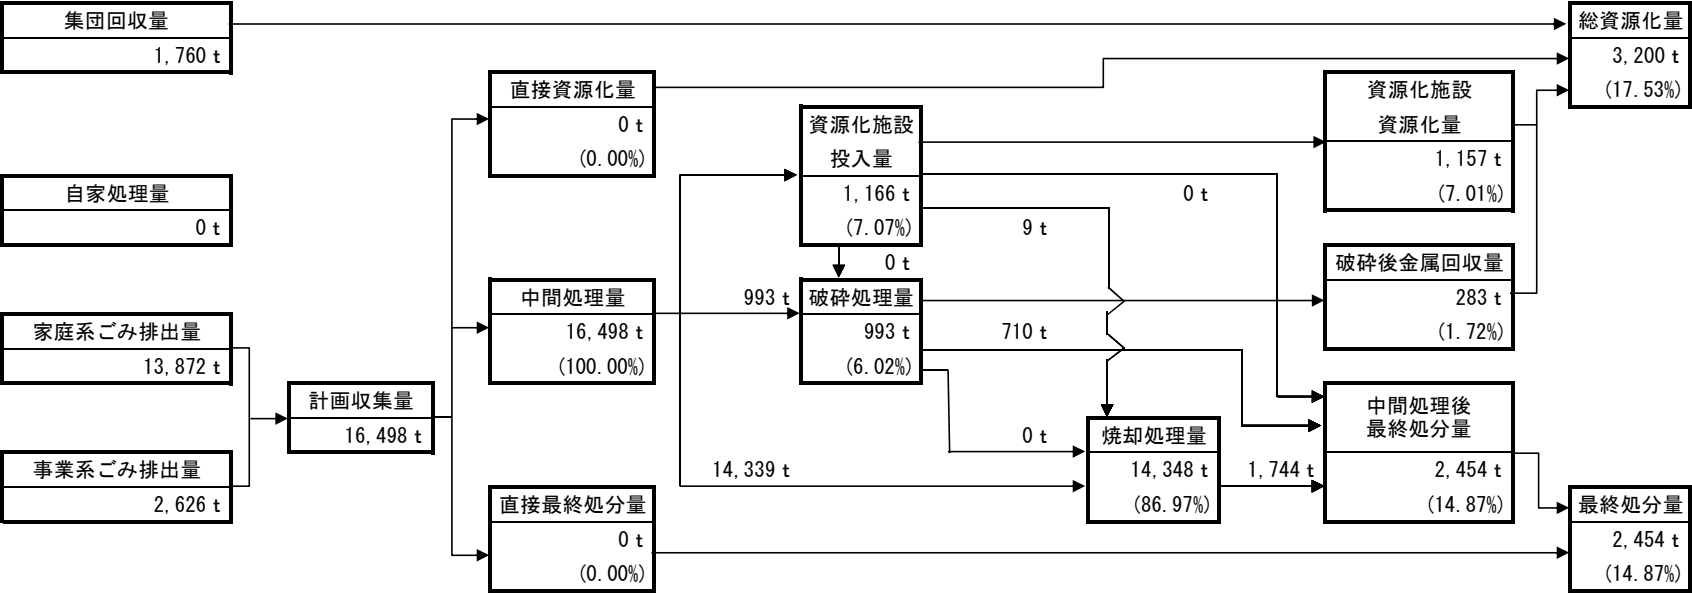 集団回収量
1,760 t
自家処理量
0 t
家庭系ごみ排出量
13,872 t
事業系ごみ排出量
2,626 t
計画収集量
16,498 t
直接資源化量
0 t
(0.00%)
中間処理量
16,498 t
(100.00%)
直接最終処分量
0 t
(0.00%)
993 t
14,339 t
資源化施設
投入量
1,166 t
(7.07%)
0 t
破砕処理量
993 t
(6.02%)
0 t
9 t
710 t
0 t
焼却処理量
14,348 t
(86.97%)
1,744 t
資源化施設
資源化量
1,157 t
(7.01%)
破砕後金属回収量
283 t
(1.72%)
中間処理後
最終処分量
2,454 t
(14.87%)
総資源化量
3,200 t
(17.53%)
最終処分量
2,454 t
(14.87%)